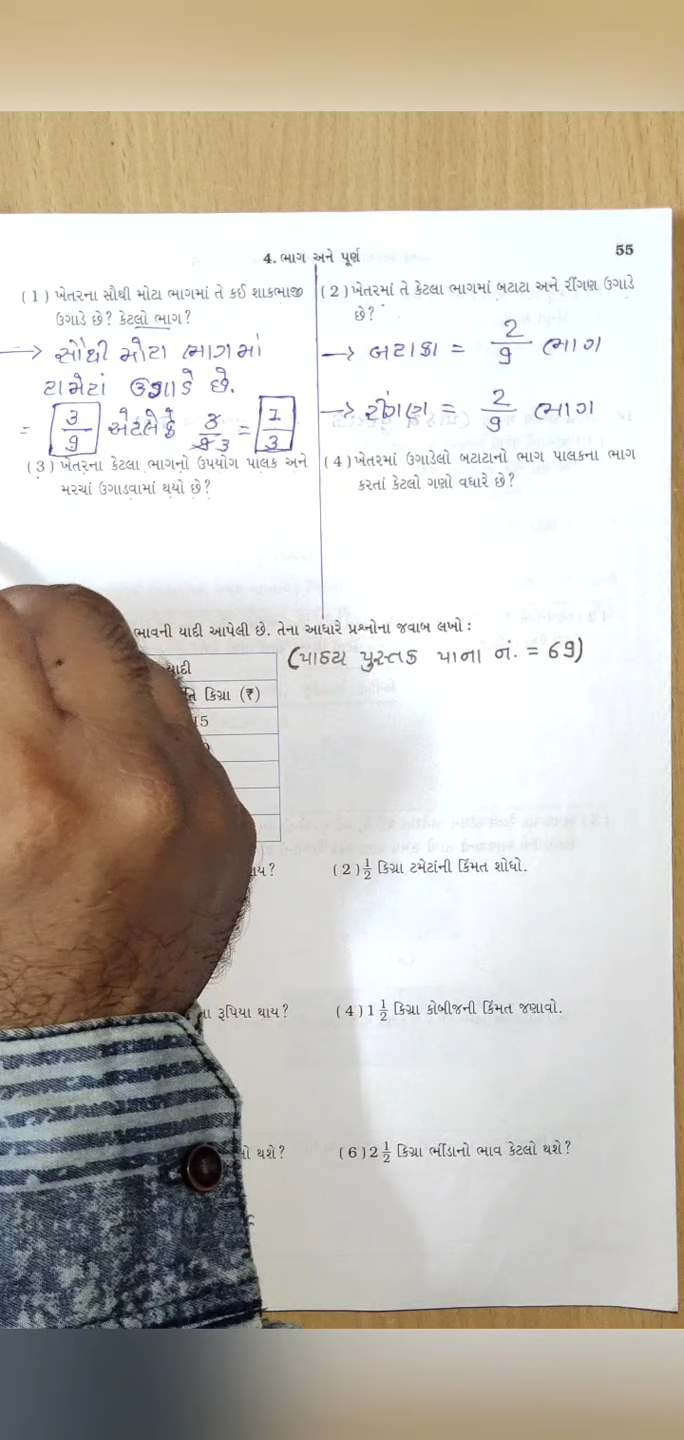 4. ભાગ અને પૂર્ણ
55
( 1 ) ખેતરના સૌથી મોટા ભાગમાં તે કઈ શાકભાજી
ઉગાડે છે? કેટલો ભાગ?
→ સૌથી મોટા ભાગમાં
ટામેટાં ઉગાડે છે.
= 3/9 એટલેકે 3/9 3 = 1/3
( 2 ) ખેતરમાં તે કેટલા ભાગમાં બટાટા અને રીંગણ ઉગાડે
છે?
→ બટાકા = 2/9 ભાગ
→ રીંગણ = 2/9 ભાગ
( 3 ) ખેતરના કેટલા ભાગનો ઉપયોગ પાલક અને
મરચાં ઉગાડવામાં થયો છે?
( 4 ) ખેતરમાં ઉગાડેલો બટાટાનો ભાગ પાલકના ભાગ
કરતાં કેટલો ગણો વધારે છે?
ભાવની યાદી આપેલી છે. તેના આધારે પ્રશ્નોના જવાબ લખો :
(પાઠ્ય પુસ્તક પાના નં. = 69)
યાદી
કિગ્રા (₹)
15
( 2 ) 1/2 કિગ્રા ટમેટાંની કિંમત શોધો.
રૂપિયા થાય?
( 4 ) 1 1/2 કિગ્રા કોબીજની કિંમત જણાવો.
થશે?
( 6 ) 2 1/2 કિગ્રા ભીંડાનો ભાવ કેટલો થશે?